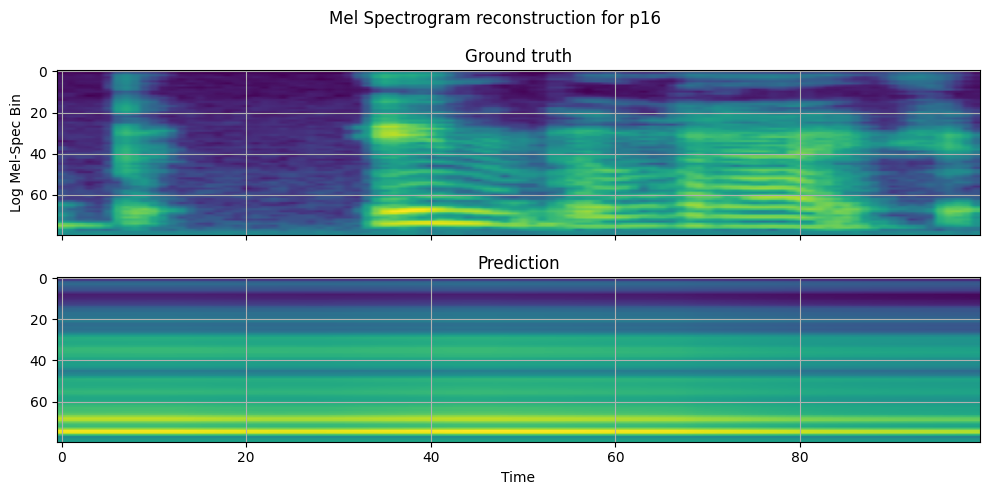 Mel Spectrogram reconstruction for p16
Ground truth
Log Mel-Spec Bin
0
20
40
60
Prediction
0
20
40
60
0 20 40 60 80
Time